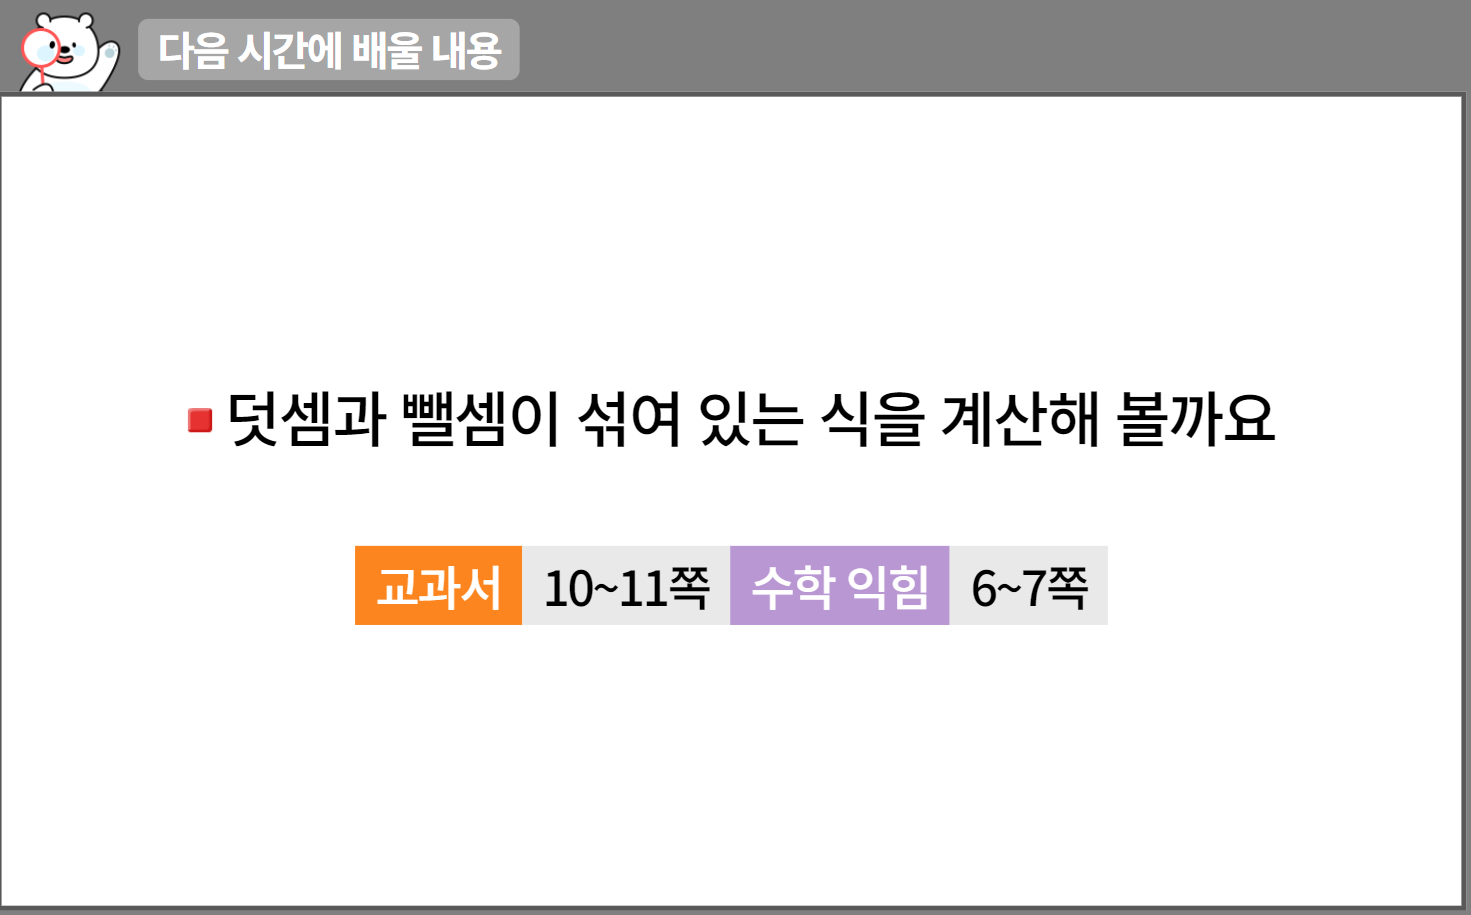 다음 시간에 배울 내용
덧셈과 뺄셈이 섞여 있는 식을 계산해 볼까요
교과서 10~11쪽 수학 익힘 6~7쪽